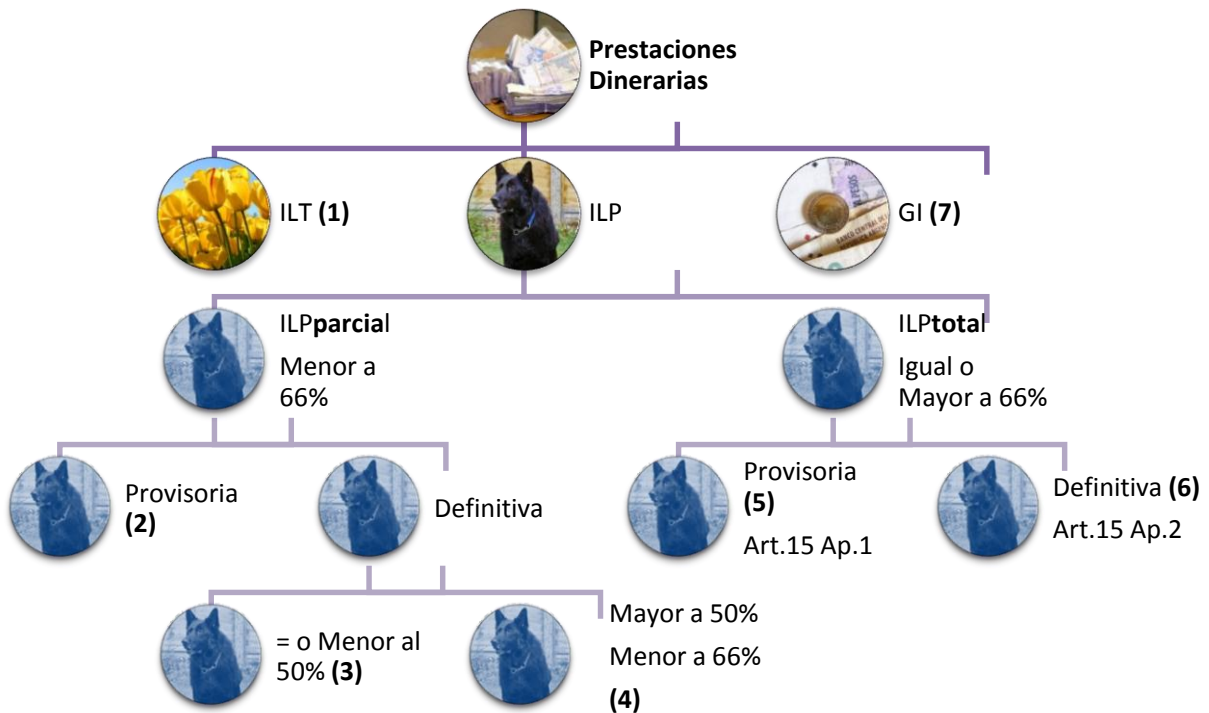 Prestaciones
Dinerarias
ILT (1)
ILP
GI (7)
ILPparcial
Menor a
66%
ILPtotal
Igual o
Mayor a 66%
Provisoria
(2)
Definitiva
Provisoria
(5)
Art.15 Ap.1
Definitiva (6)
Art.15 Ap.2
= o Menor al
50% (3)
Mayor a 50%
Menor a 66%
(4)